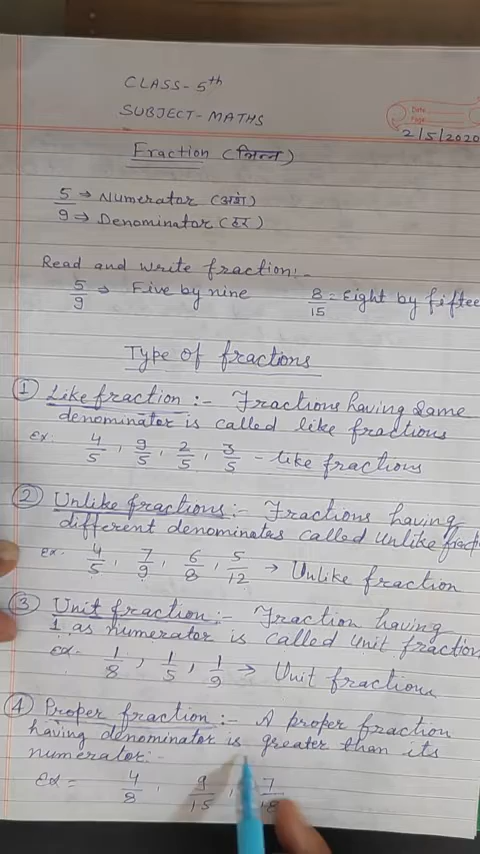 CLASS-5th
SUBJECT-MATHS
Date
Page
2/5/2020
Fraction (भिन्न)
5/9 → Numerator (अंश)
→ Denominator (हर)
Read and write fraction:-
5/9 → Five by nine 8/15 = Eight by fiftee
Type of fractions
① Like fraction :- Fractions having same
denominator is called like fractions
Ex. 4/5, 9/5, 2/5, 3/5 - like fractions
② Unlike fractions:- Fractions having
different denominates called unlike fracti
Ex. 4/5, 7/9, 6/8, 5/12 → Unlike fraction
③ Unit fraction:- Fraction having
1 as numerator is called unit fraction
Ex- 1/8, 1/5, 1/9 → Unit fractions
④ Proper fraction :- A proper fraction
having denominator is greater than its
numerator:-
Ex = 4/8, 9/15, 7/18